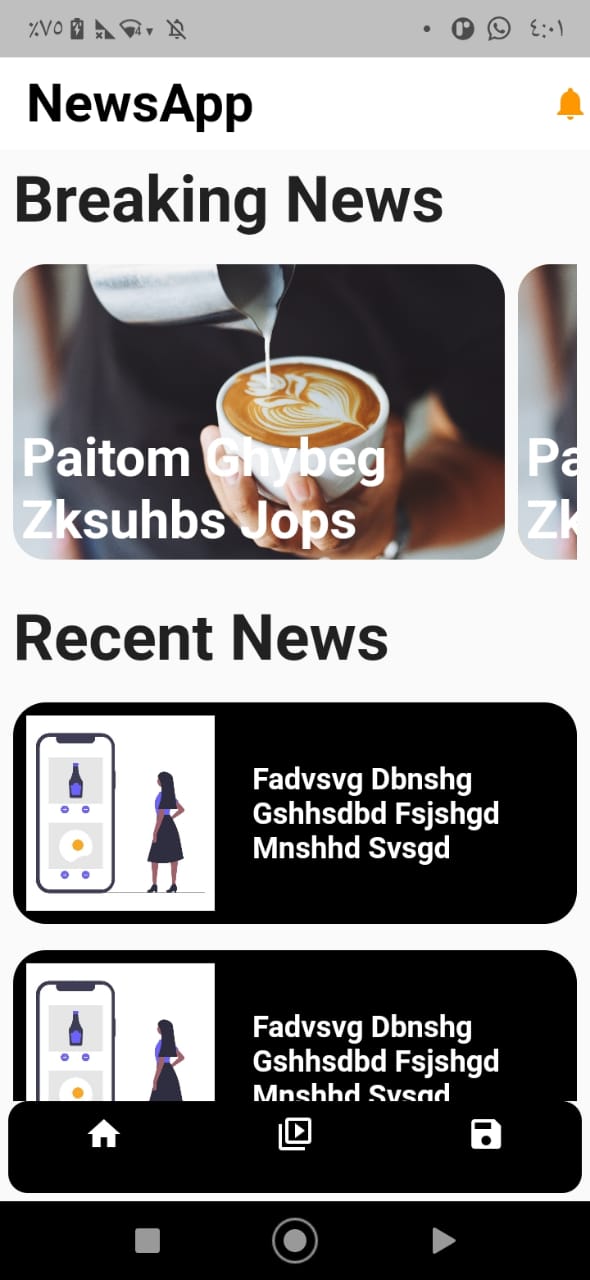 ٪٧٥ 4 ٤:٠١
NewsApp
Breaking News
Paitom Ghybeg Pa
Zksuhbs Jops Zk
Recent News
Fadvsvg Dbnshg
Gshhsdbd Fsjshgd
Mnshhd Svsgd
Fadvsvg Dbnshg
Gshhsdbd Fsjshgd
Mnshhd Svsgd